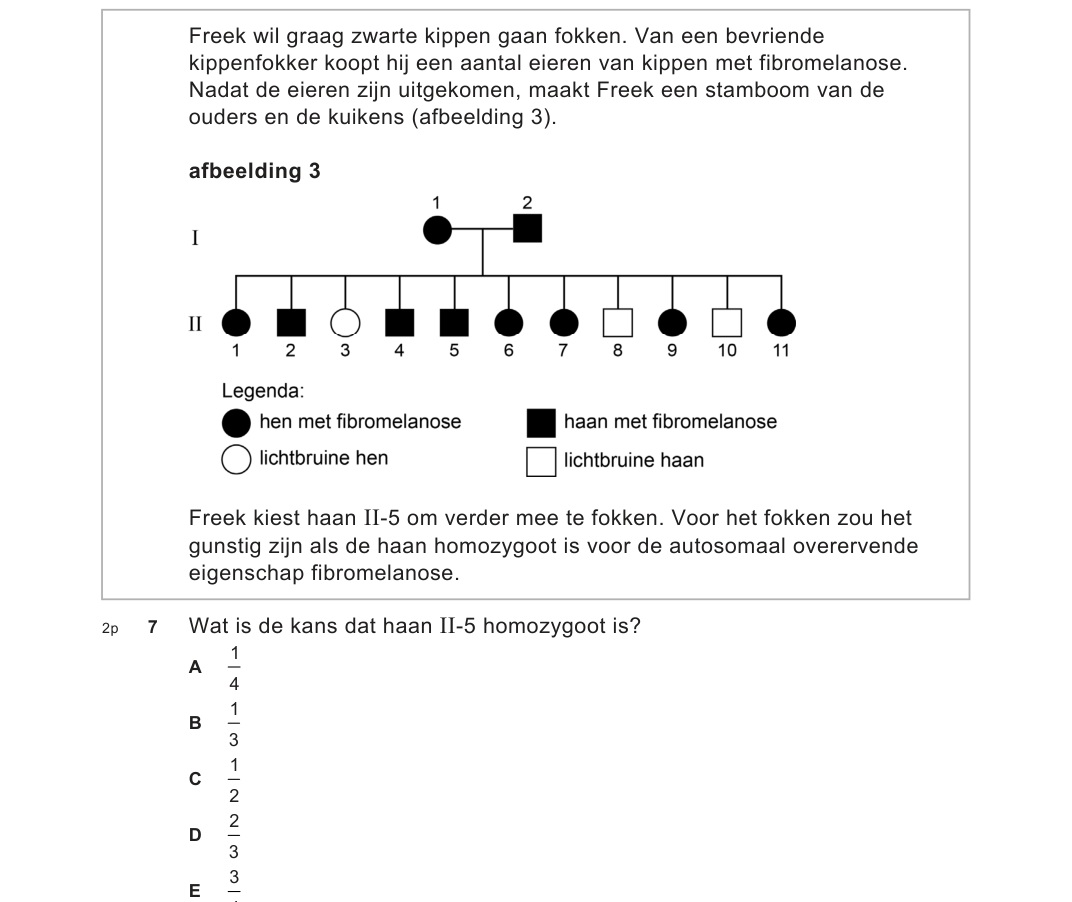 Freek wil graag zwarte kippen gaan fokken. Van een bevriende
kippenfokker koopt hij een aantal eieren van kippen met fibromelanose.
Nadat de eieren zijn uitgekomen, maakt Freek een stamboom van de
ouders en de kuikens (afbeelding 3).
afbeelding 3
1 2
I
II
1 2 3 4 5 6 7 8 9 10 11
Legenda:
hen met fibromelanose haan met fibromelanose
lichtbruine hen lichtbruine haan
Freek kiest haan II-5 om verder mee te fokken. Voor het fokken zou het
gunstig zijn als de haan homozygoot is voor de autosomaal overervende
eigenschap fibromelanose.
2p 7 Wat is de kans dat haan II-5 homozygoot is?
A 1/4
B 1/3
C 1/2
D 2/3
E 3